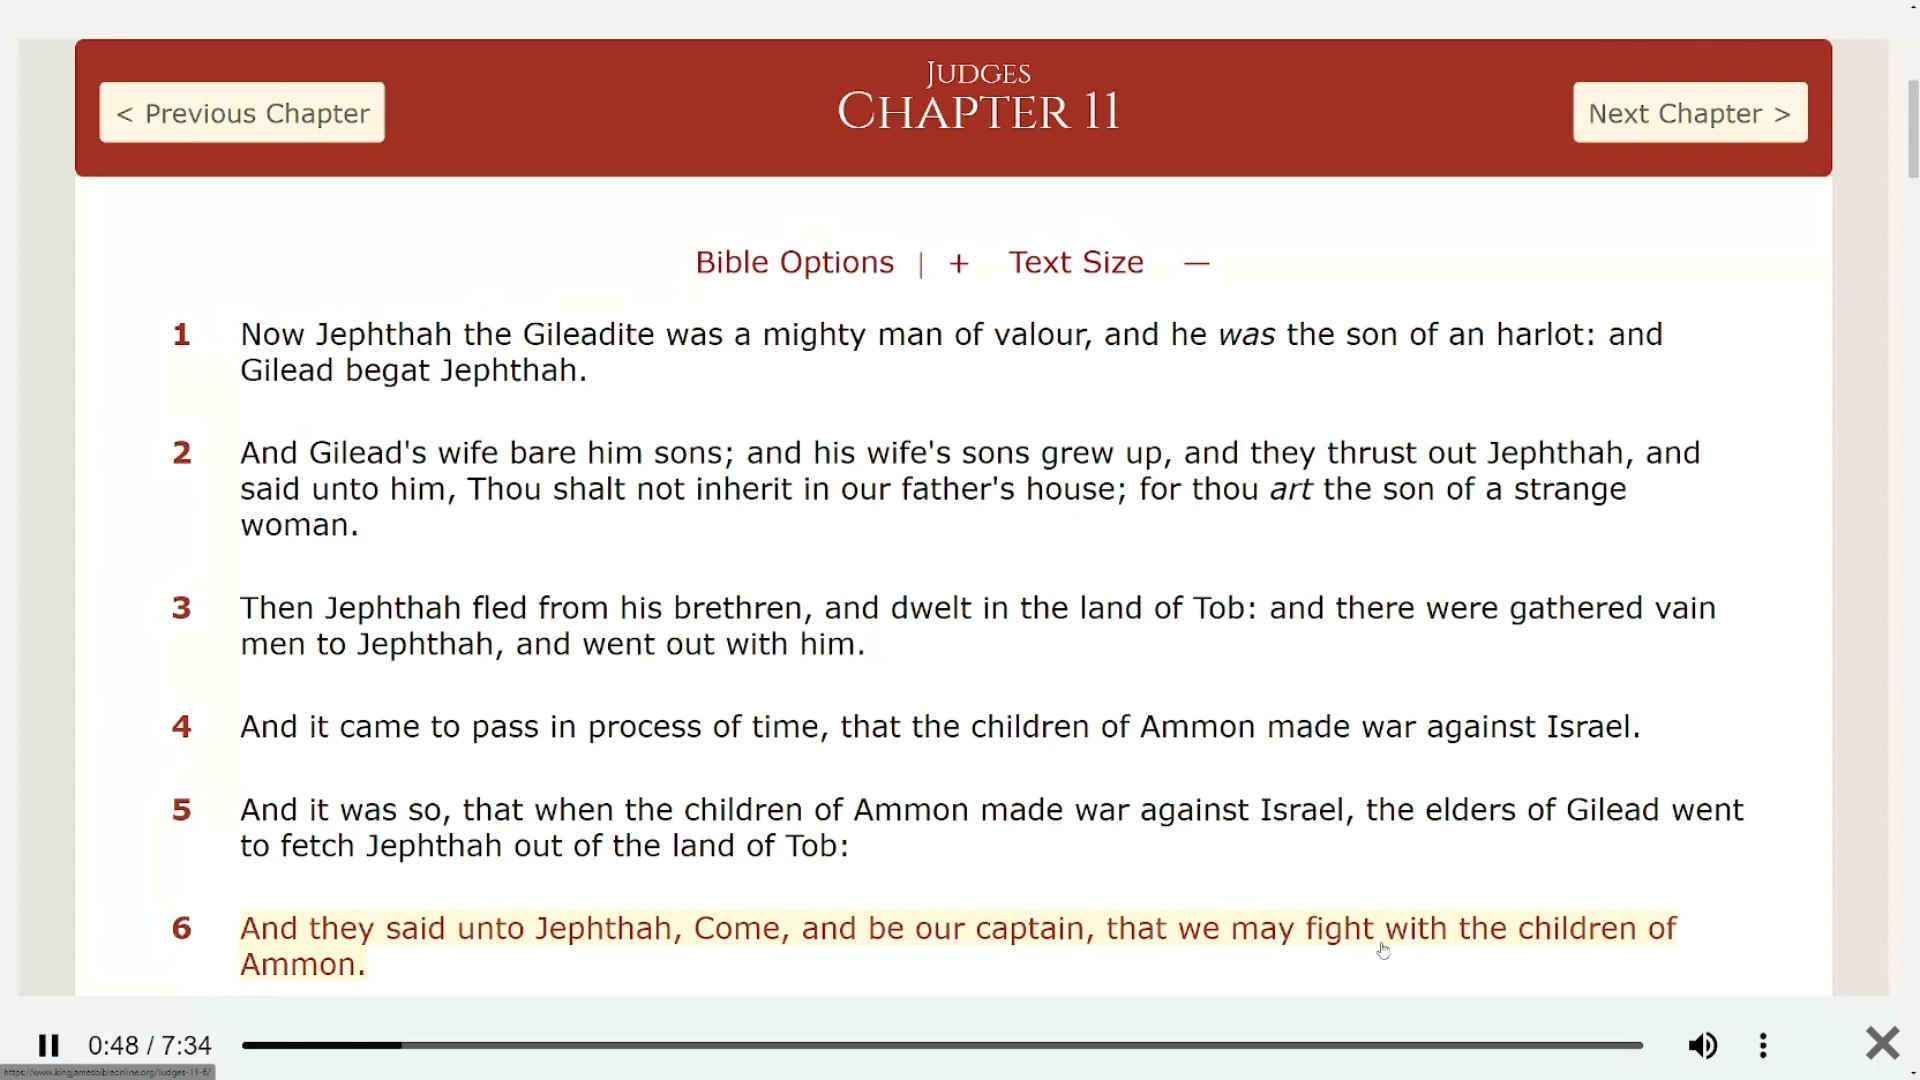 Judges
< Previous Chapter
Chapter 11
Next Chapter >
Bible Options | + Text Size —
1 Now Jephthah the Gileadite was a mighty man of valour, and he was the son of an harlot: and
Gilead begat Jephthah.
2 And Gilead's wife bare him sons; and his wife's sons grew up, and they thrust out Jephthah, and
said unto him, Thou shalt not inherit in our father's house; for thou art the son of a strange
woman.
3 Then Jephthah fled from his brethren, and dwelt in the land of Tob: and there were gathered vain
men to Jephthah, and went out with him.
4 And it came to pass in process of time, that the children of Ammon made war against Israel.
5 And it was so, that when the children of Ammon made war against Israel, the elders of Gilead went
to fetch Jephthah out of the land of Tob:
6 And they said unto Jephthah, Come, and be our captain, that we may fight with the children of
Ammon.
0:48 / 7:34
https://www.kingjamesbibleonline.org/Judges-11-6/